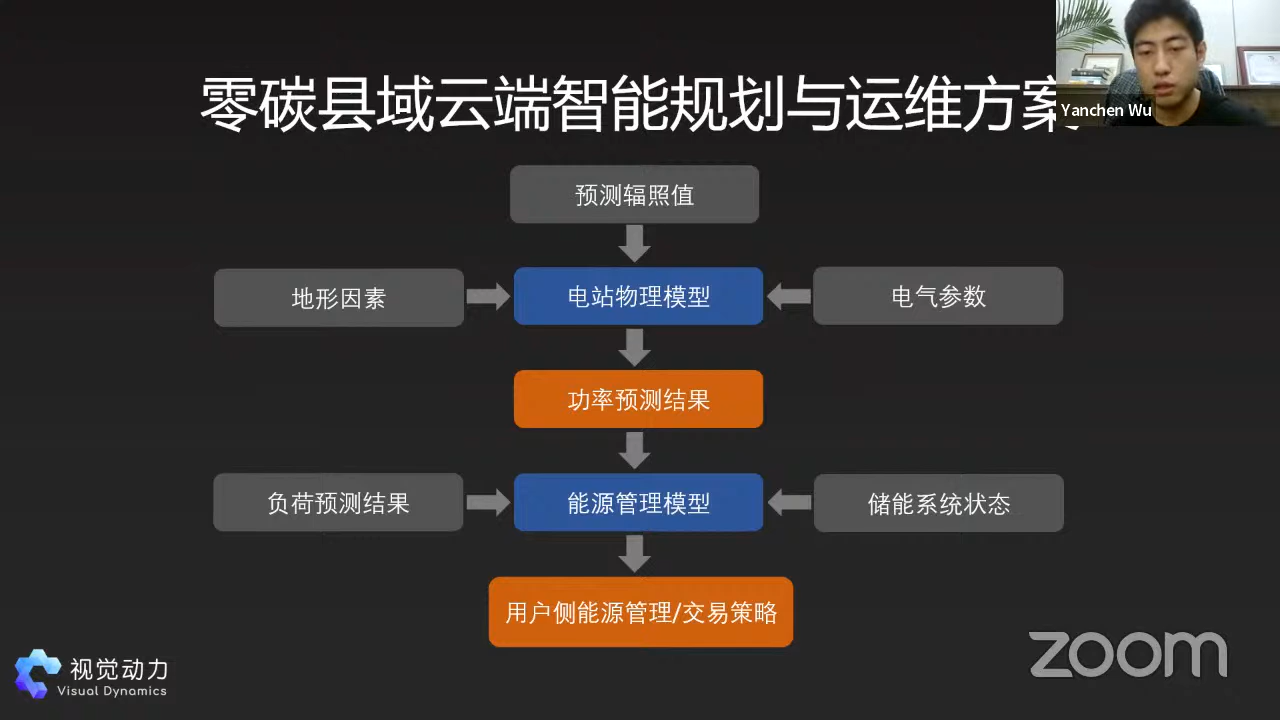 零碳县域云端智能规划与运维方案
Yanchen Wu
预测辐照值
地形因素
电站物理模型
电气参数
功率预测结果
负荷预测结果
能源管理模型
储能系统状态
用户侧能源管理/交易策略
视觉动力
Visual Dynamics
zoom